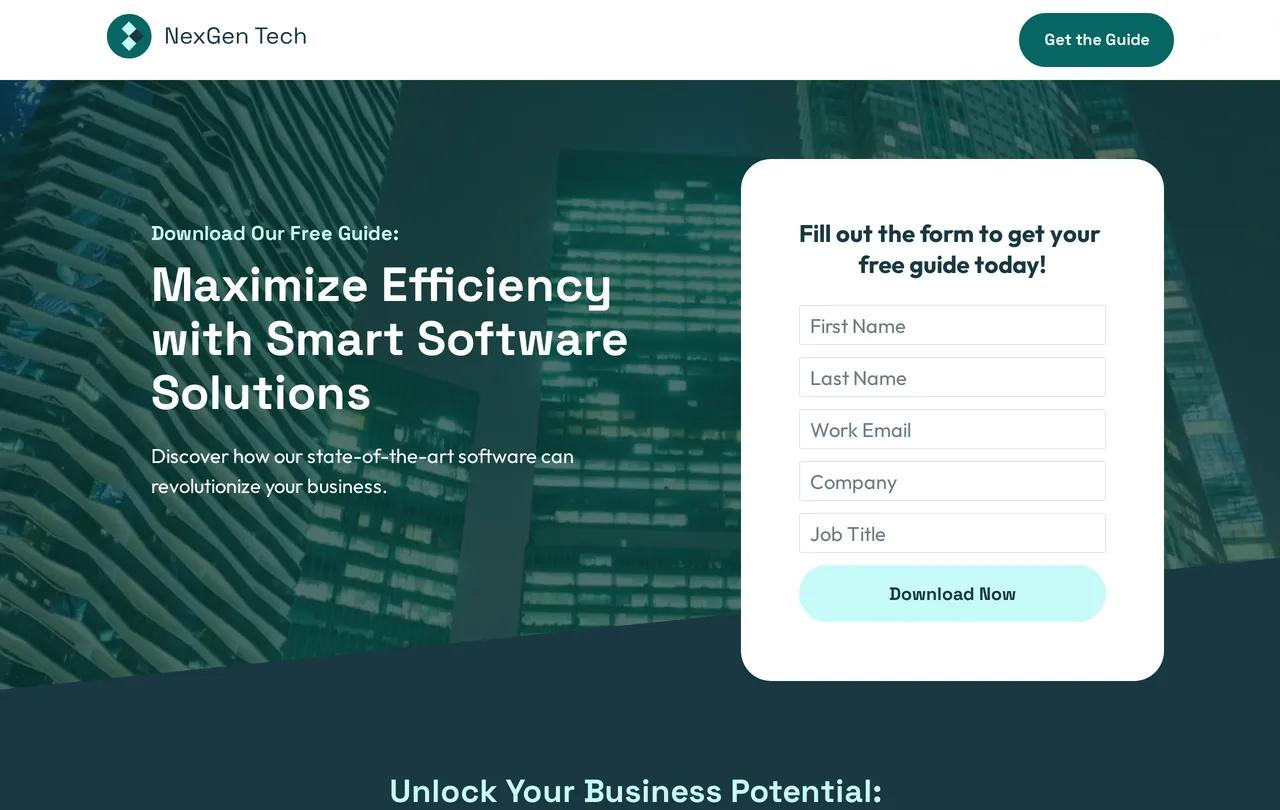 NexGen Tech
Get the Guide
Download Our Free Guide:
Maximize Efficiency
with Smart Software
Solutions
Discover how our state-of-the-art software can
revolutionize your business.
Fill out the form to get your
free guide today!
First Name
Last Name
Work Email
Company
Job Title
Download Now
Unlock Your Business Potential: